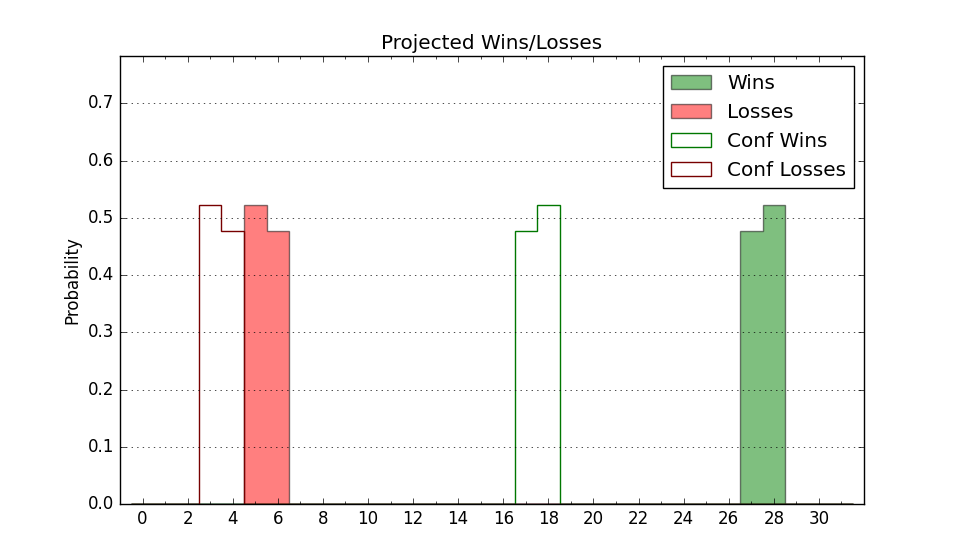 Projected Wins/Losses
Wins
Losses
Conf Wins
Conf Losses
Probability
0.7
0.6
0.5
0.4
0.3
0.2
0.1
0.0
0 2 4 6 8 10 12 14 16 18 20 22 24 26 28 30